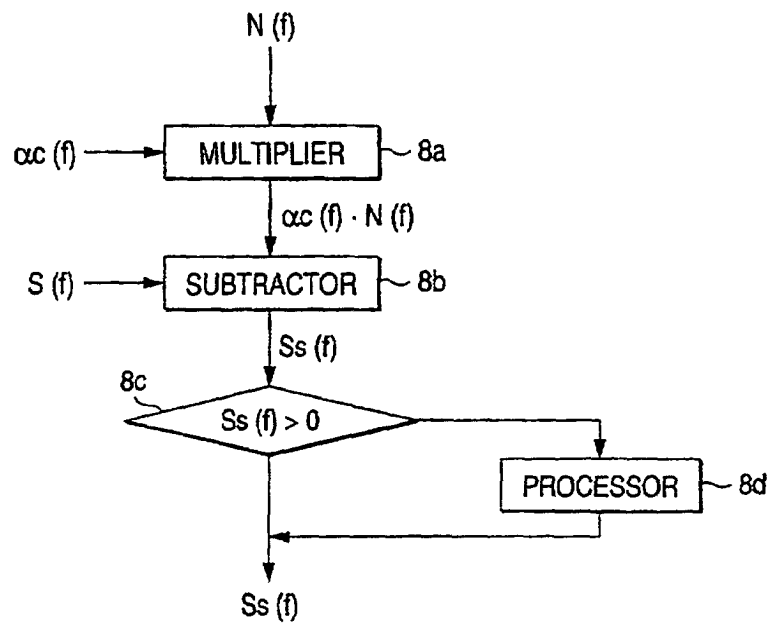 N (f)
αc (f)
MULTIPLIER
8a
αc (f) · N (f)
S (f)
SUBTRACTOR
8b
Ss (f)
8c
Ss (f) > 0
PROCESSOR
8d
Ss (f)